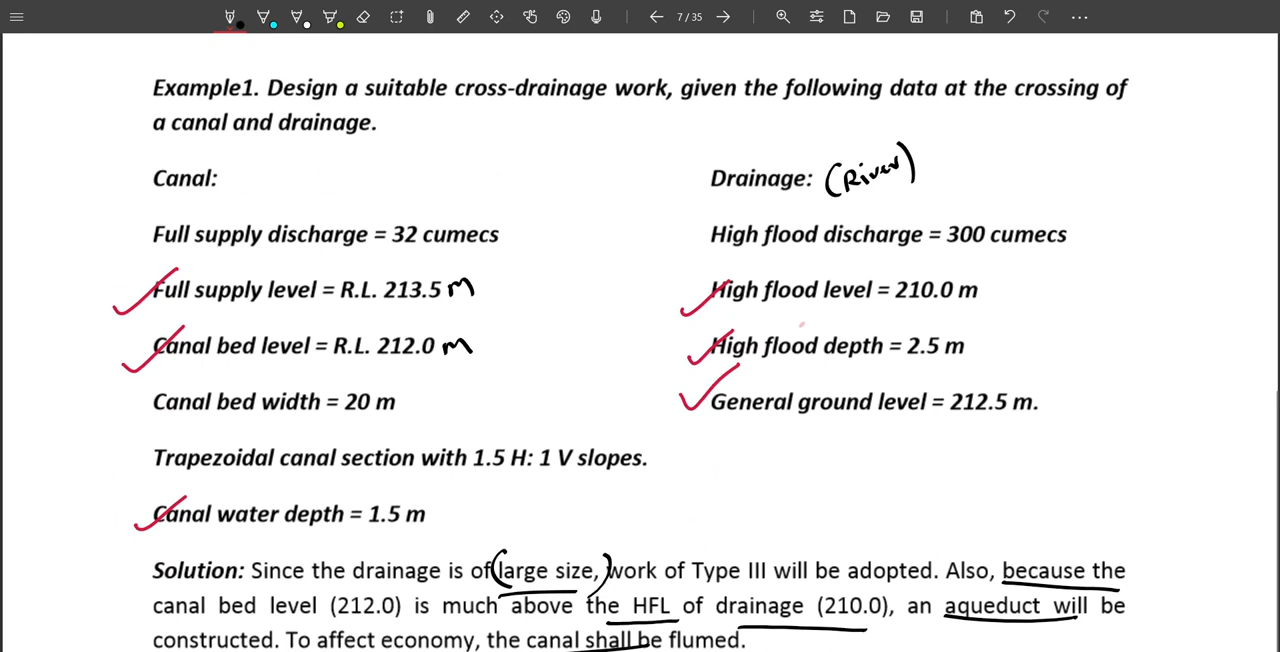 7 / 35
Example1. Design a suitable cross-drainage work, given the following data at the crossing of
a canal and drainage.
Canal:
Drainage: (River)
Full supply discharge = 32 cumecs
High flood discharge = 300 cumecs
Full supply level = R.L. 213.5 m
High flood level = 210.0 m
Canal bed level = R.L. 212.0 m
High flood depth = 2.5 m
Canal bed width = 20 m
General ground level = 212.5 m.
Trapezoidal canal section with 1.5 H: 1 V slopes.
Canal water depth = 1.5 m
Solution: Since the drainage is of (large size,) work of Type III will be adopted. Also, because the
canal bed level (212.0) is much above the HFL of drainage (210.0), an aqueduct will be
constructed. To affect economy, the canal shall be flumed.